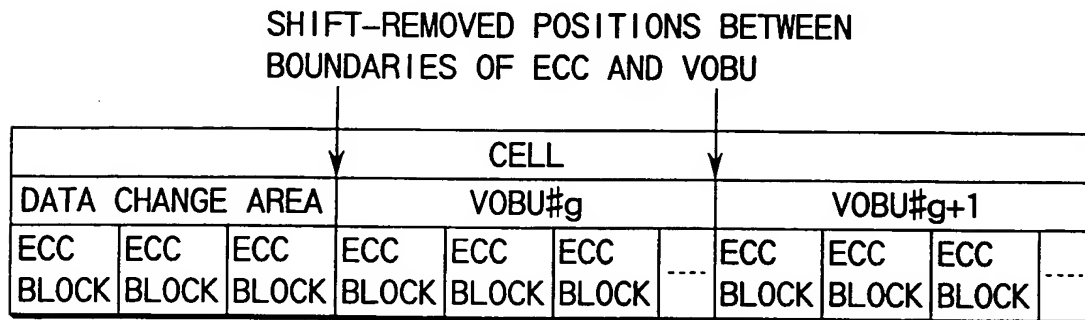 SHIFT-REMOVED POSITIONS BETWEEN
BOUNDARIES OF ECC AND VOBU
CELL
DATA CHANGE AREA VOBU#g VOBU#g+1
ECC ECC ECC ECC ECC ECC ---- ECC ECC ECC ----
BLOCK BLOCK BLOCK BLOCK BLOCK BLOCK BLOCK BLOCK BLOCK